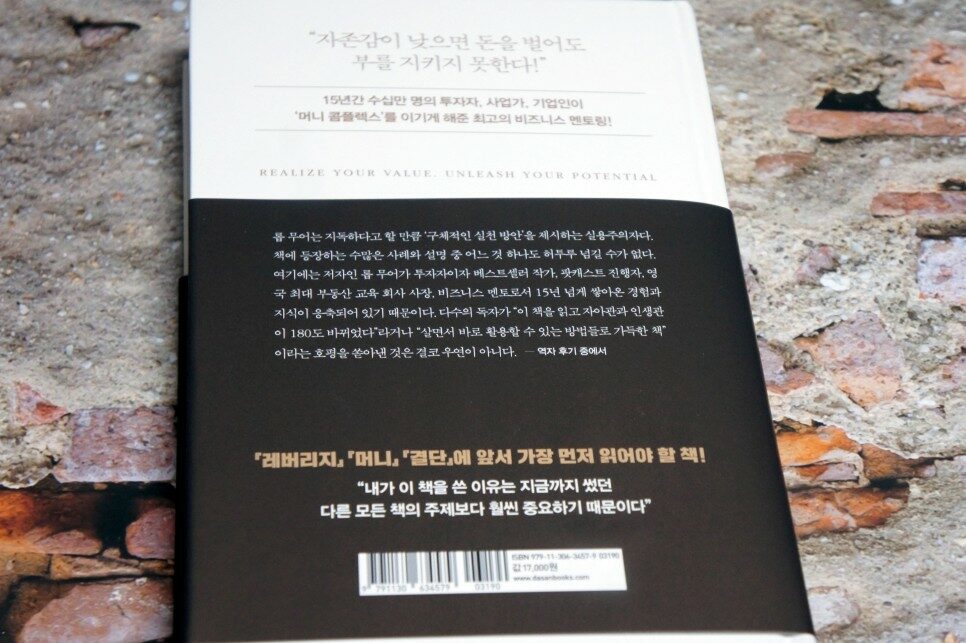 “자존감이 낮으면 돈을 벌어도
부를 지키지 못한다!”
15년간 수십만 명의 투자자, 사업가, 기업인이
‘머니 콤플렉스’를 이기게 해준 최고의 비즈니스 멘토링!
REALIZE YOUR VALUE, UNLEASH YOUR POTENTIAL
롭 무어는 지독하다고 할 만큼 ‘구체적인 실천 방안’을 제시하는 실용주의자다.
책에 등장하는 수많은 사례와 설명 중 어느 것 하나도 허투루 넘길 수가 없다.
여기에는 저자인 롭 무어가 투자자이자 베스트셀러 작가, 팟캐스트 진행자, 영
국 최대 부동산 교육 회사 사장, 비즈니스 멘토로서 15년 넘게 쌓아온 경험과
지식이 응축되어 있기 때문이다. 다수의 독자가 “이 책을 읽고 자아관과 인생관
이 180도 바뀌었다”라거나 “살면서 바로 활용할 수 있는 방법들로 가득한 책”
이라는 호평을 쏟아낸 것은 결코 우연이 아니다. — 역자 후기 중에서
『레버리지』, 『머니』, 『결단』에 앞서 가장 먼저 읽어야 할 책!
“내가 이 책을 쓴 이유는 지금까지 썼던
다른 모든 책의 주제보다 훨씬 중요하기 때문이다”
ISBN 979-11-306-3457-9 03190
값 17,000원
www.dasanbooks.com
9 791130 634579 03190